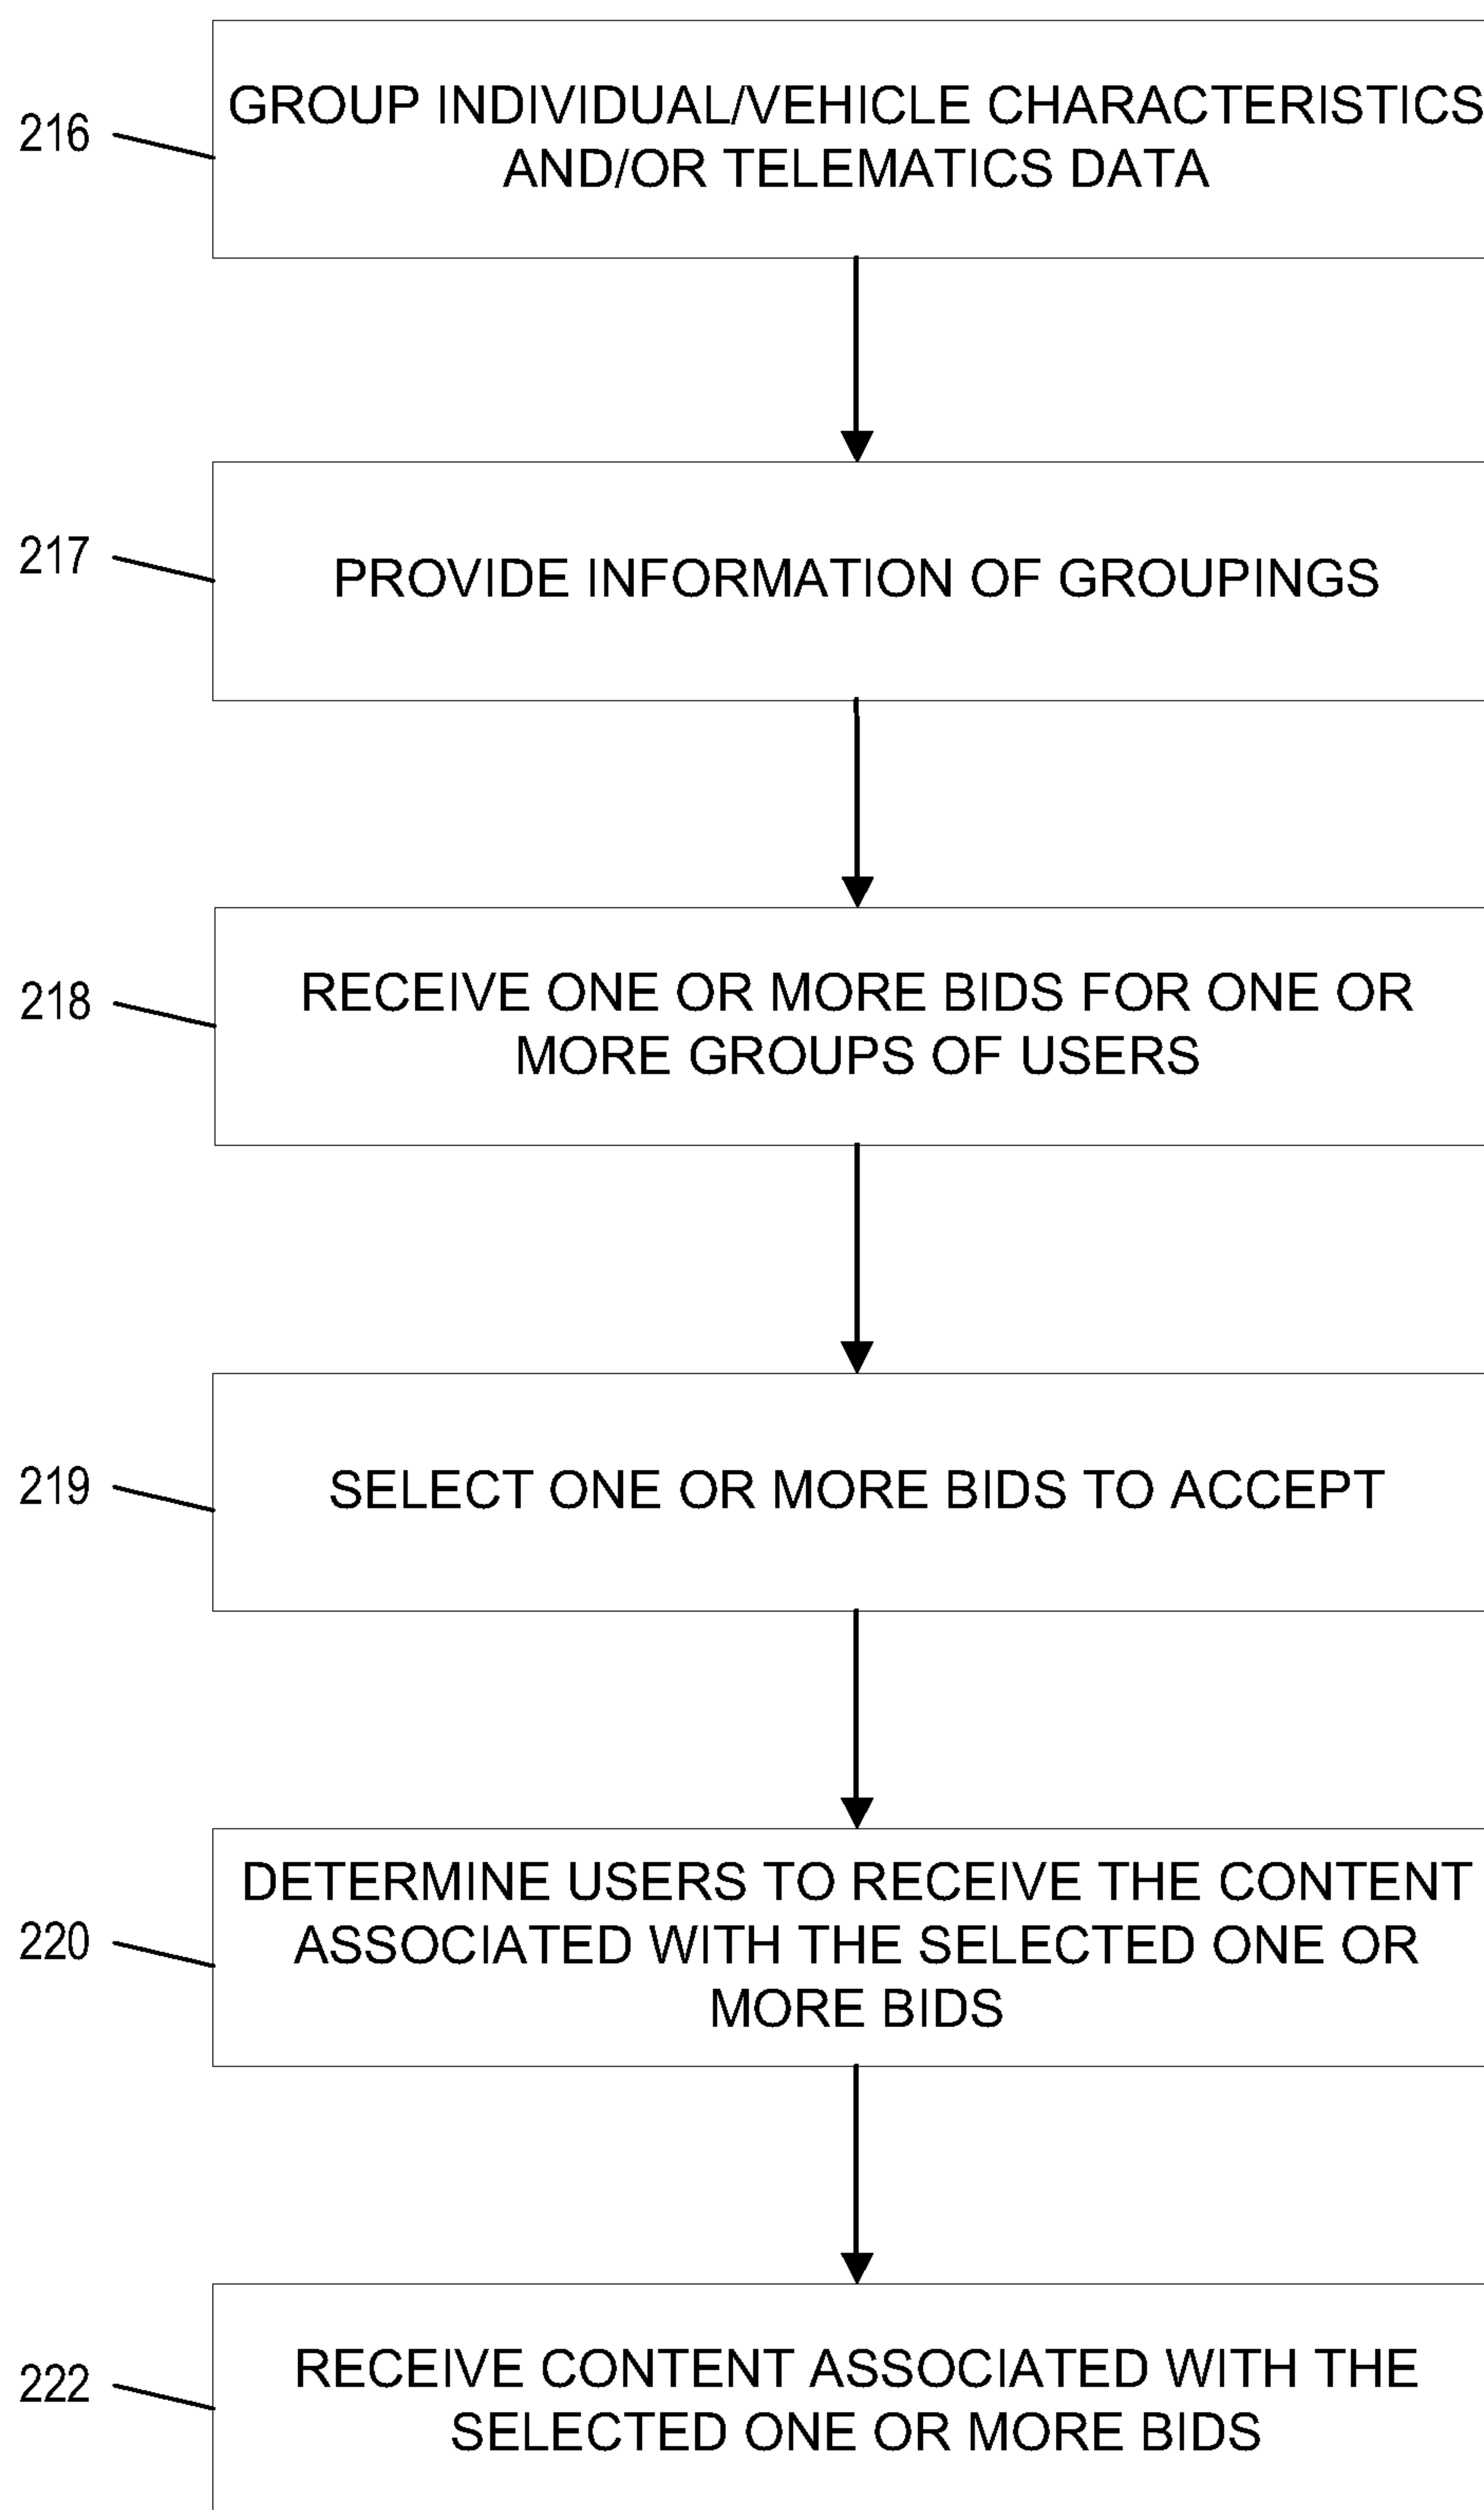 216
GROUP INDIVIDUAL/VEHICLE CHARACTERISTICS
AND/OR TELEMATICS DATA
217
PROVIDE INFORMATION OF GROUPINGS
218
RECEIVE ONE OR MORE BIDS FOR ONE OR
MORE GROUPS OF USERS
219
SELECT ONE OR MORE BIDS TO ACCEPT
220
DETERMINE USERS TO RECEIVE THE CONTENT
ASSOCIATED WITH THE SELECTED ONE OR
MORE BIDS
222
RECEIVE CONTENT ASSOCIATED WITH THE
SELECTED ONE OR MORE BIDS